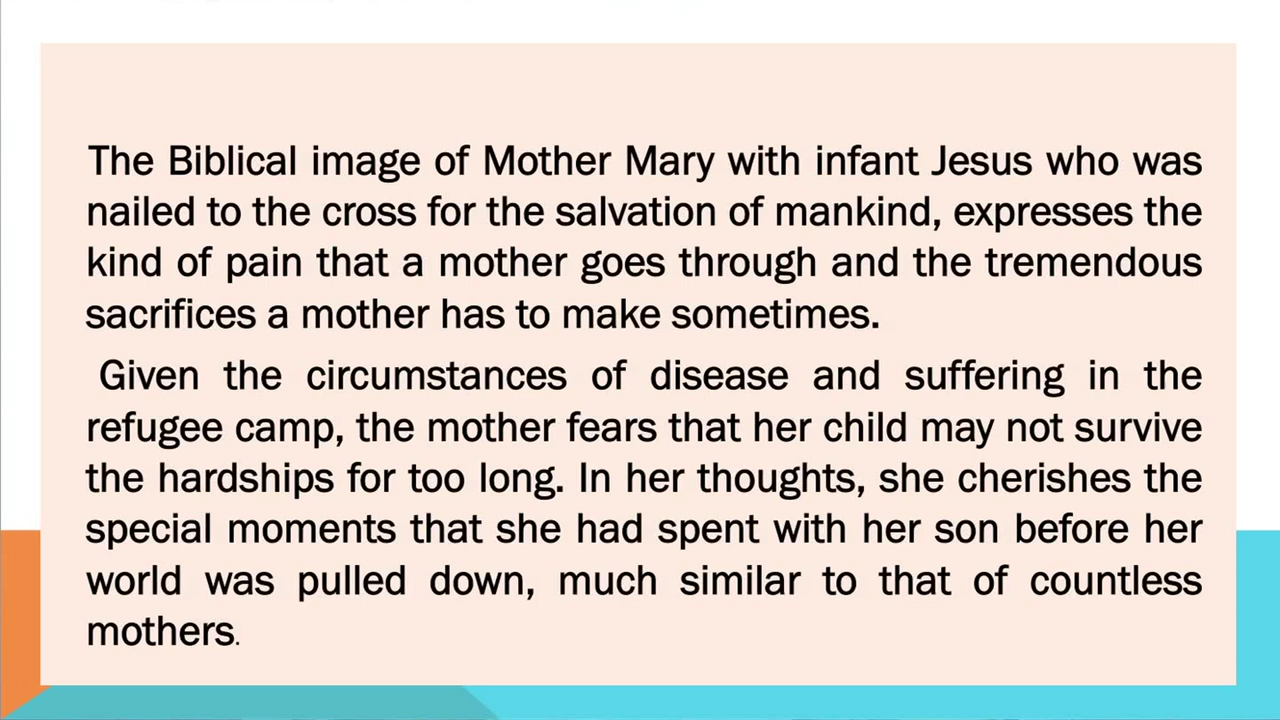 The Biblical image of Mother Mary with infant Jesus who was
nailed to the cross for the salvation of mankind, expresses the
kind of pain that a mother goes through and the tremendous
sacrifices a mother has to make sometimes.
Given the circumstances of disease and suffering in the
refugee camp, the mother fears that her child may not survive
the hardships for too long. In her thoughts, she cherishes the
special moments that she had spent with her son before her
world was pulled down, much similar to that of countless
mothers.